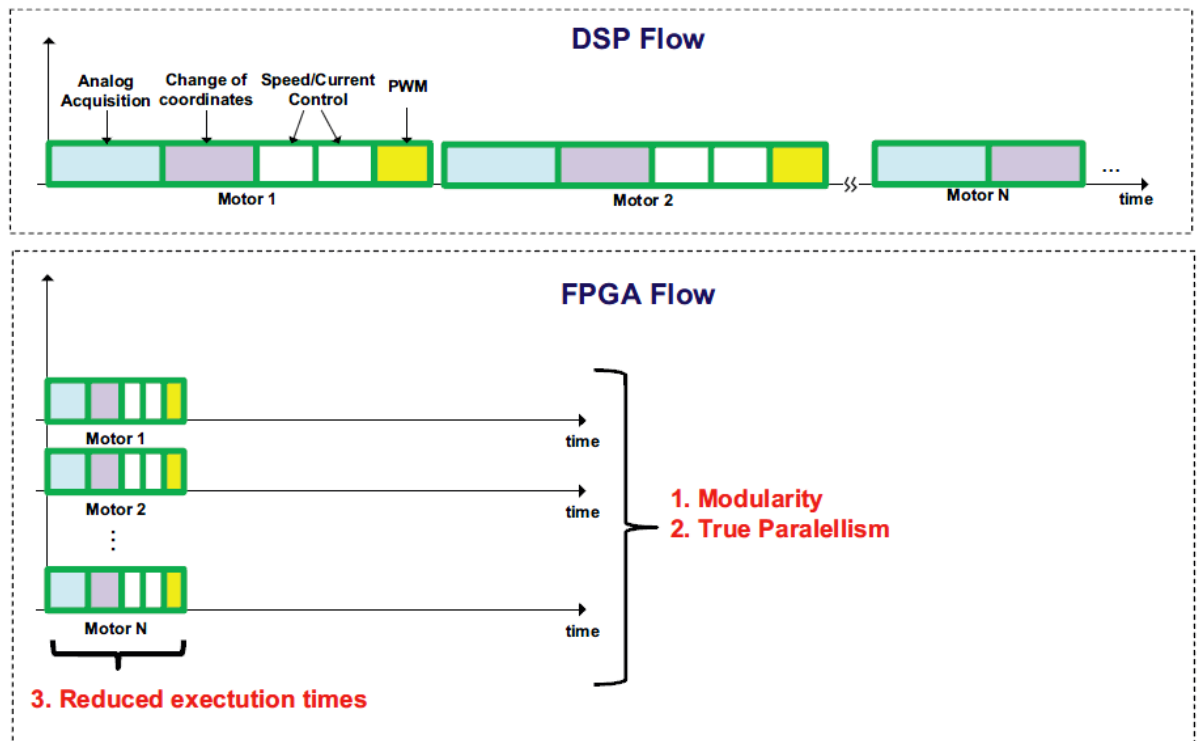 DSP Flow
Analog
Acquisition
Change of
coordinates
Speed/Current
Control
PWM
Motor 1
Motor 2
Motor N
...
time
FPGA Flow
Motor 1
time
Motor 2
time
Motor N
time
1. Modularity
2. True Paralellism
3. Reduced exectution times